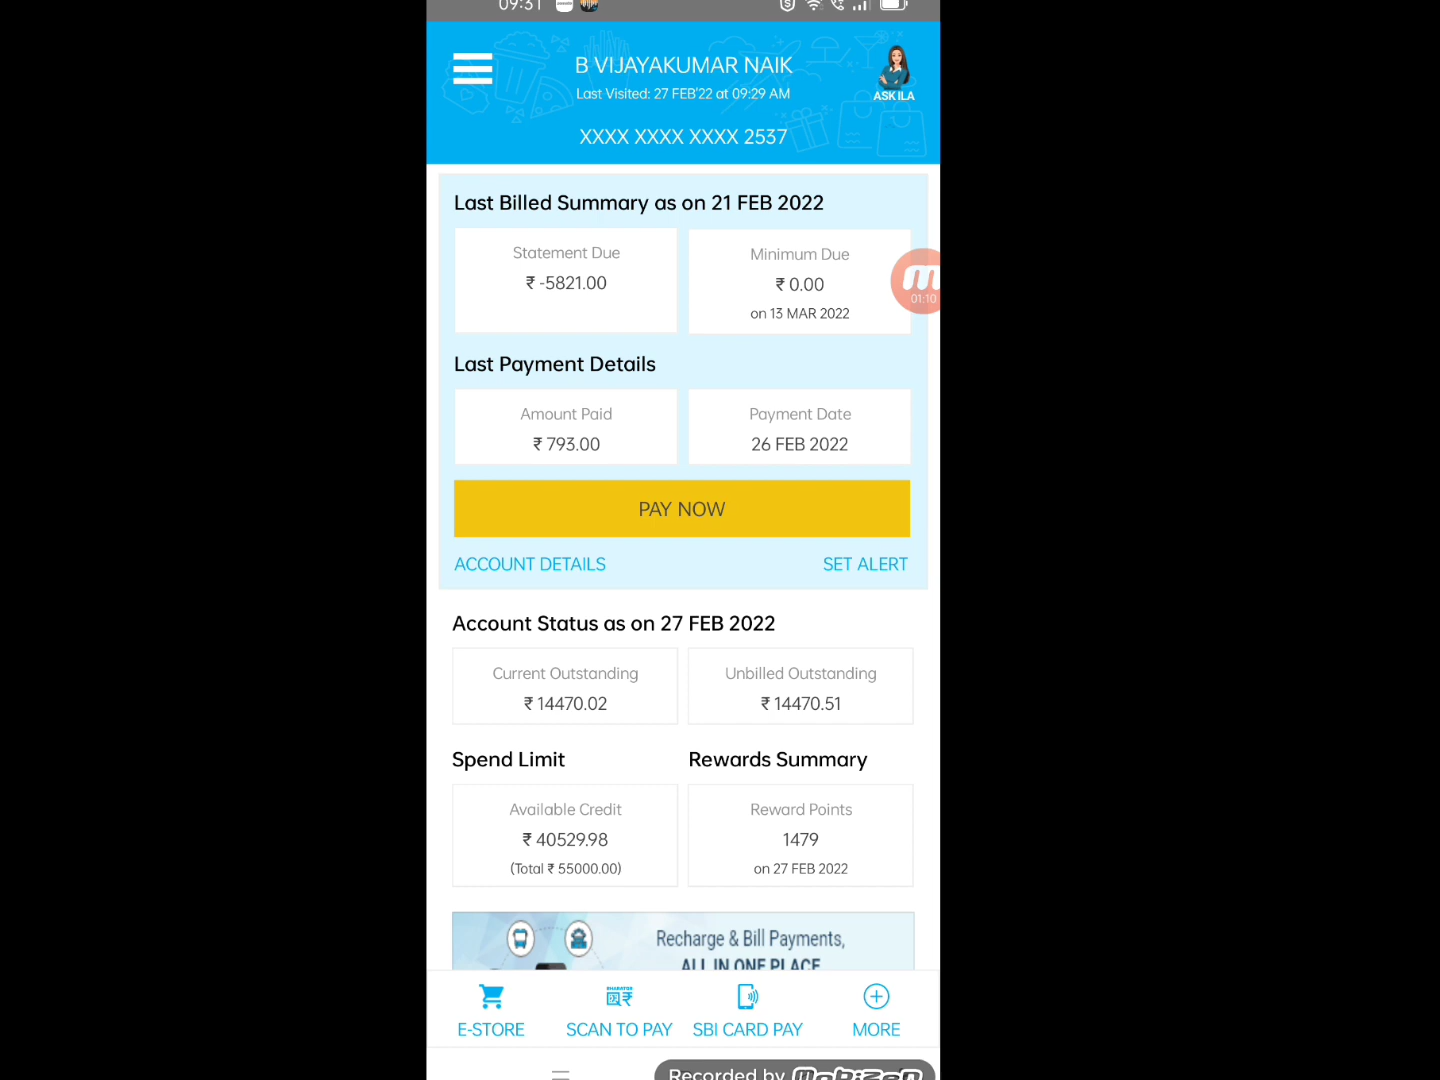 09:31
B VIJAYAKUMAR NAIK
Last Visited: 27 FEB'22 at 09:29 AM
ASK ILA
XXXX XXXX XXXX 2537
Last Billed Summary as on 21 FEB 2022
Statement Due
₹ -5821.00
Minimum Due
₹ 0.00
on 13 MAR 2022
01:10
Last Payment Details
Amount Paid
₹ 793.00
Payment Date
26 FEB 2022
PAY NOW
ACCOUNT DETAILS
SET ALERT
Account Status as on 27 FEB 2022
Current Outstanding
₹ 14470.02
Unbilled Outstanding
₹ 14470.51
Spend Limit
Rewards Summary
Available Credit
₹ 40529.98
(Total ₹ 55000.00)
Reward Points
1479
on 27 FEB 2022
Recharge & Bill Payments,
ALL IN ONE PLACE
E-STORE
SCAN TO PAY
SBI CARD PAY
MORE
Recorded by mobizen